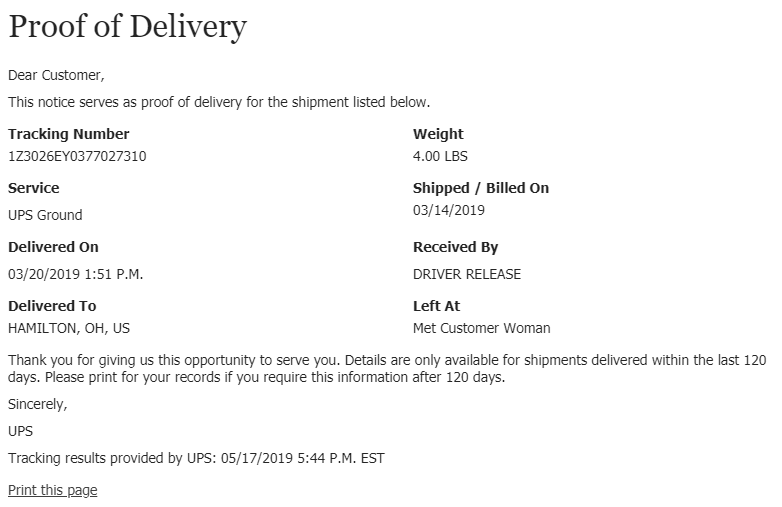 Proof of Delivery
Dear Customer,
This notice serves as proof of delivery for the shipment listed below.
Tracking Number
1Z3026EY0377027310
Weight
4.00 LBS
Service
UPS Ground
Shipped / Billed On
03/14/2019
Delivered On
03/20/2019 1:51 P.M.
Received By
DRIVER RELEASE
Delivered To
HAMILTON, OH, US
Left At
Met Customer Woman
Thank you for giving us this opportunity to serve you. Details are only available for shipments delivered within the last 120
days. Please print for your records if you require this information after 120 days.
Sincerely,
UPS
Tracking results provided by UPS: 05/17/2019 5:44 P.M. EST
Print this page